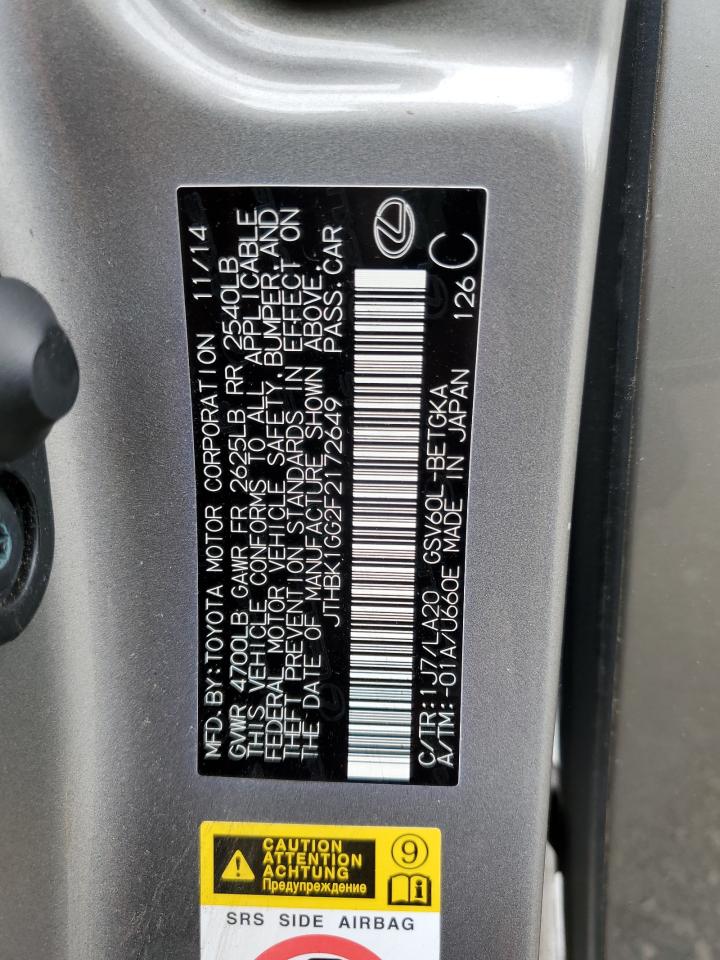 MFD.BY:TOYOTA MOTOR CORPORATION 11/14
GVWR 4700LB GAWR FR 2625LB RR 2540LB
THIS VEHICLE CONFORMS TO ALL APPLICABLE
FEDERAL MOTOR VEHICLE SAFETY,BUMPER,AND
THEFT PREVENTION STANDARDS IN EFFECT ON
THE DATE OF MANUFACTURE SHOWN ABOVE.
JTHBK1GG2F2172649 PASS.CAR
C/TR:1J7/LA20 GSV60L-BETGKA 126 C
A/TM:-01A/U660E MADE IN JAPAN
CAUTION
ATTENTION
ACHTUNG
Предупреждение
9
SRS SIDE AIRBAG